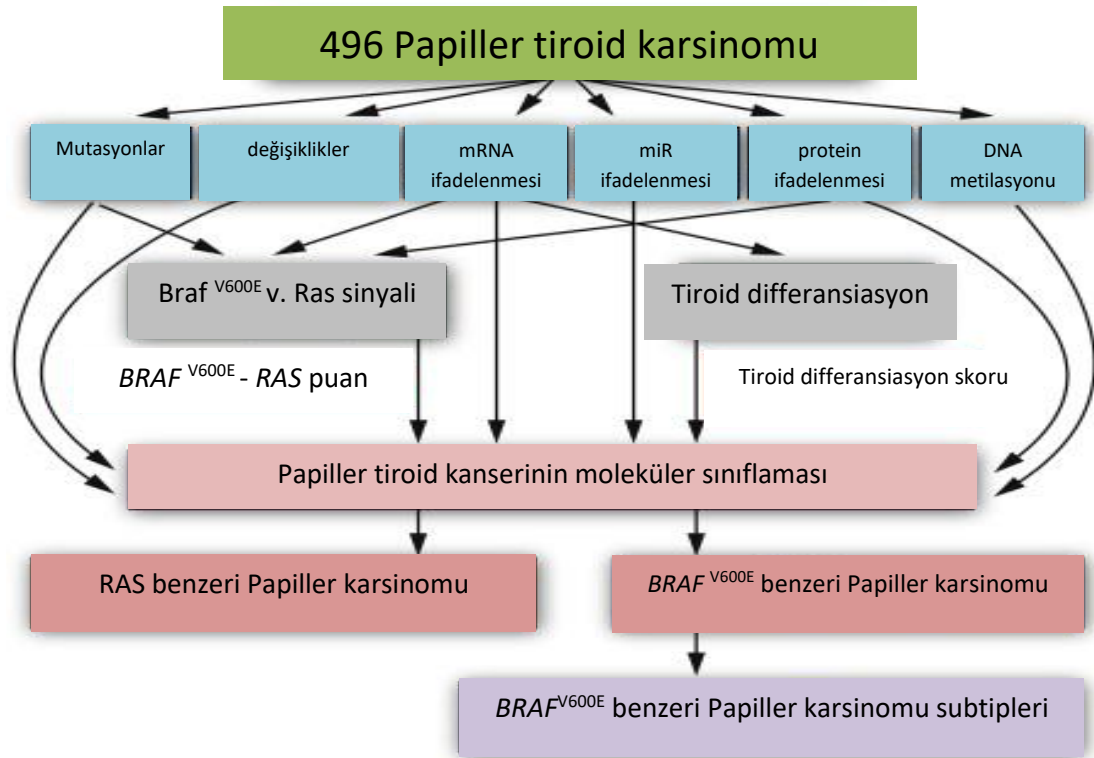 496 Papiller tiroid karsinomu
Mutasyonlar
değişiklikler
mRNA
ifadelenmesi
miR
ifadelenmesi
protein
ifadelenmesi
DNA
metilasyonu
Braf V600E v. Ras sinyali
Tiroid differansiasyon
BRAF V600E - RAS puan
Tiroid differansiasyon skoru
Papiller tiroid kanserinin moleküler sınıflaması
RAS benzeri Papiller karsinomu
BRAF V600E benzeri Papiller karsinomu
BRAFV600E benzeri Papiller karsinomu subtipleri